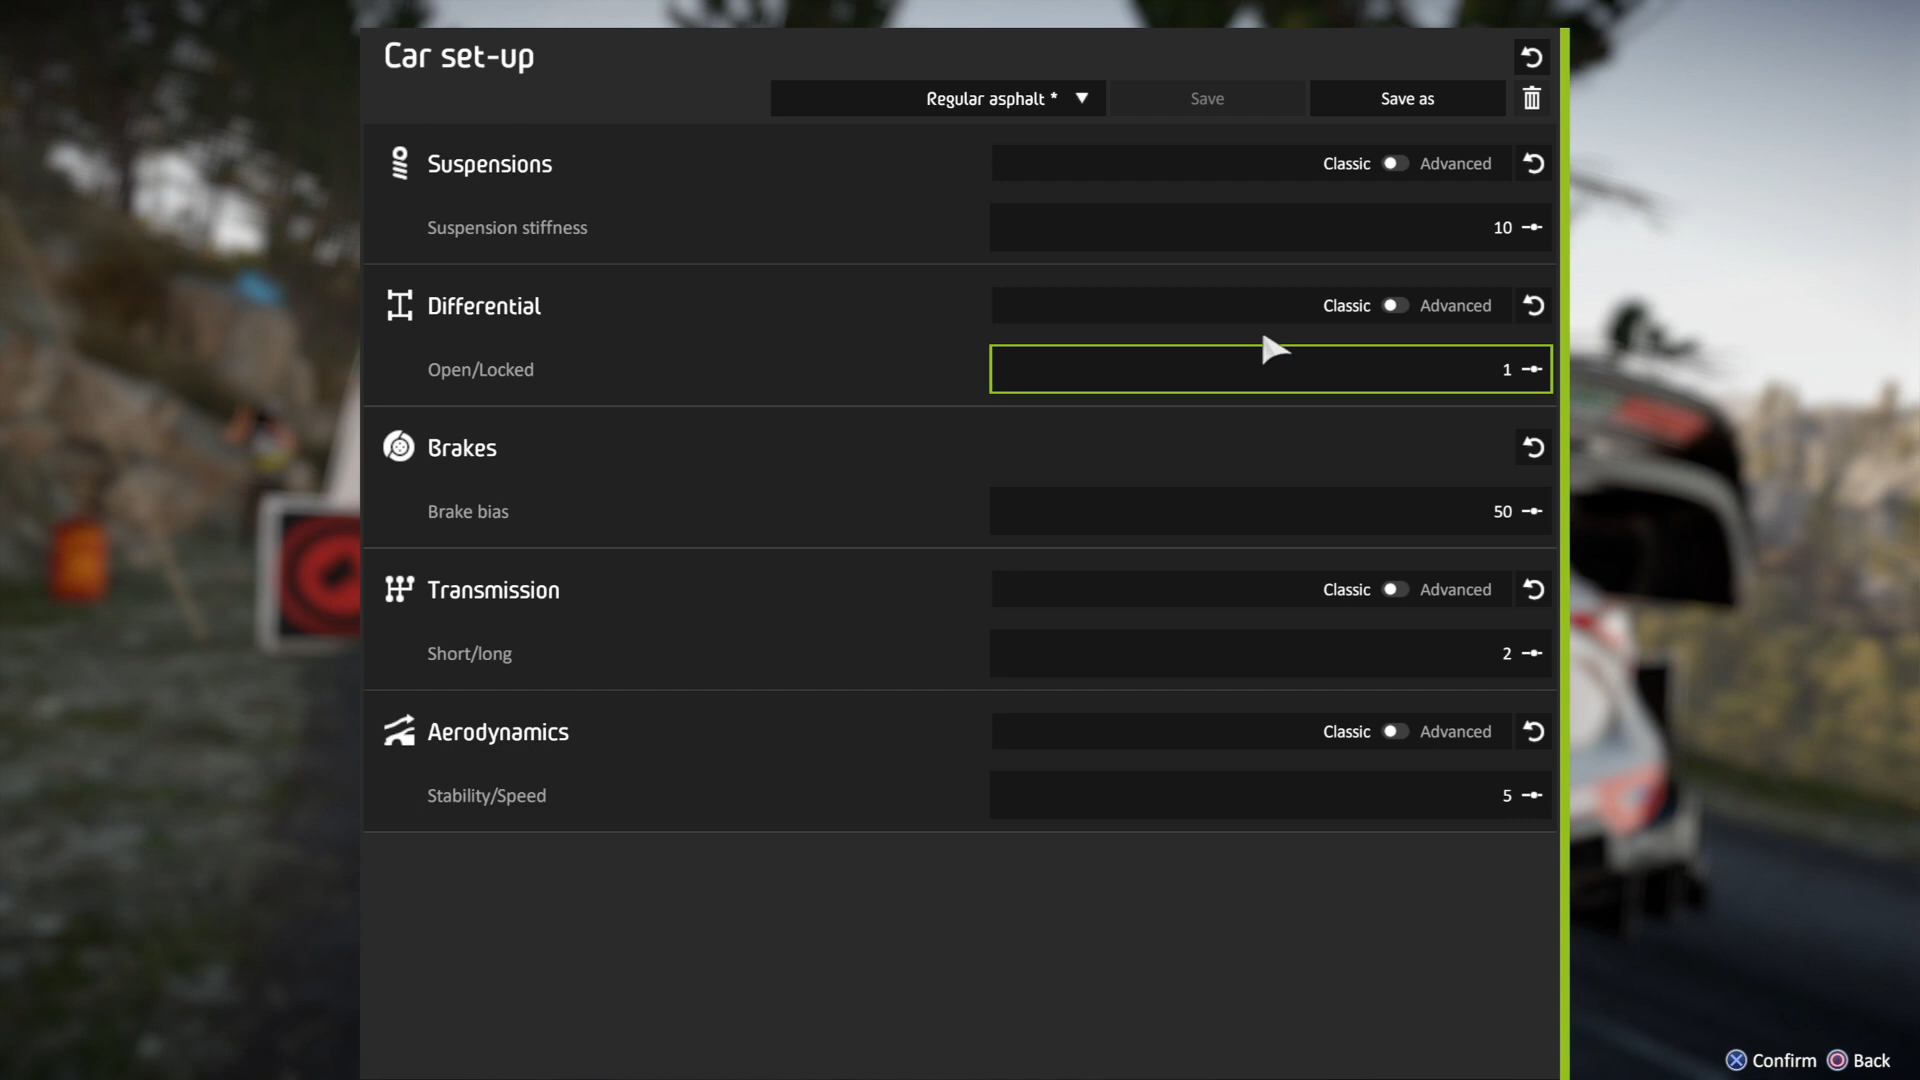 Car set-up
Regular asphalt *
Save
Save as
Suspensions
Classic
Advanced
Suspension stiffness
10
Differential
Classic
Advanced
Open/Locked
1
Brakes
Brake bias
50
Transmission
Classic
Advanced
Short/long
2
Aerodynamics
Classic
Advanced
Stability/Speed
5
Confirm
Back